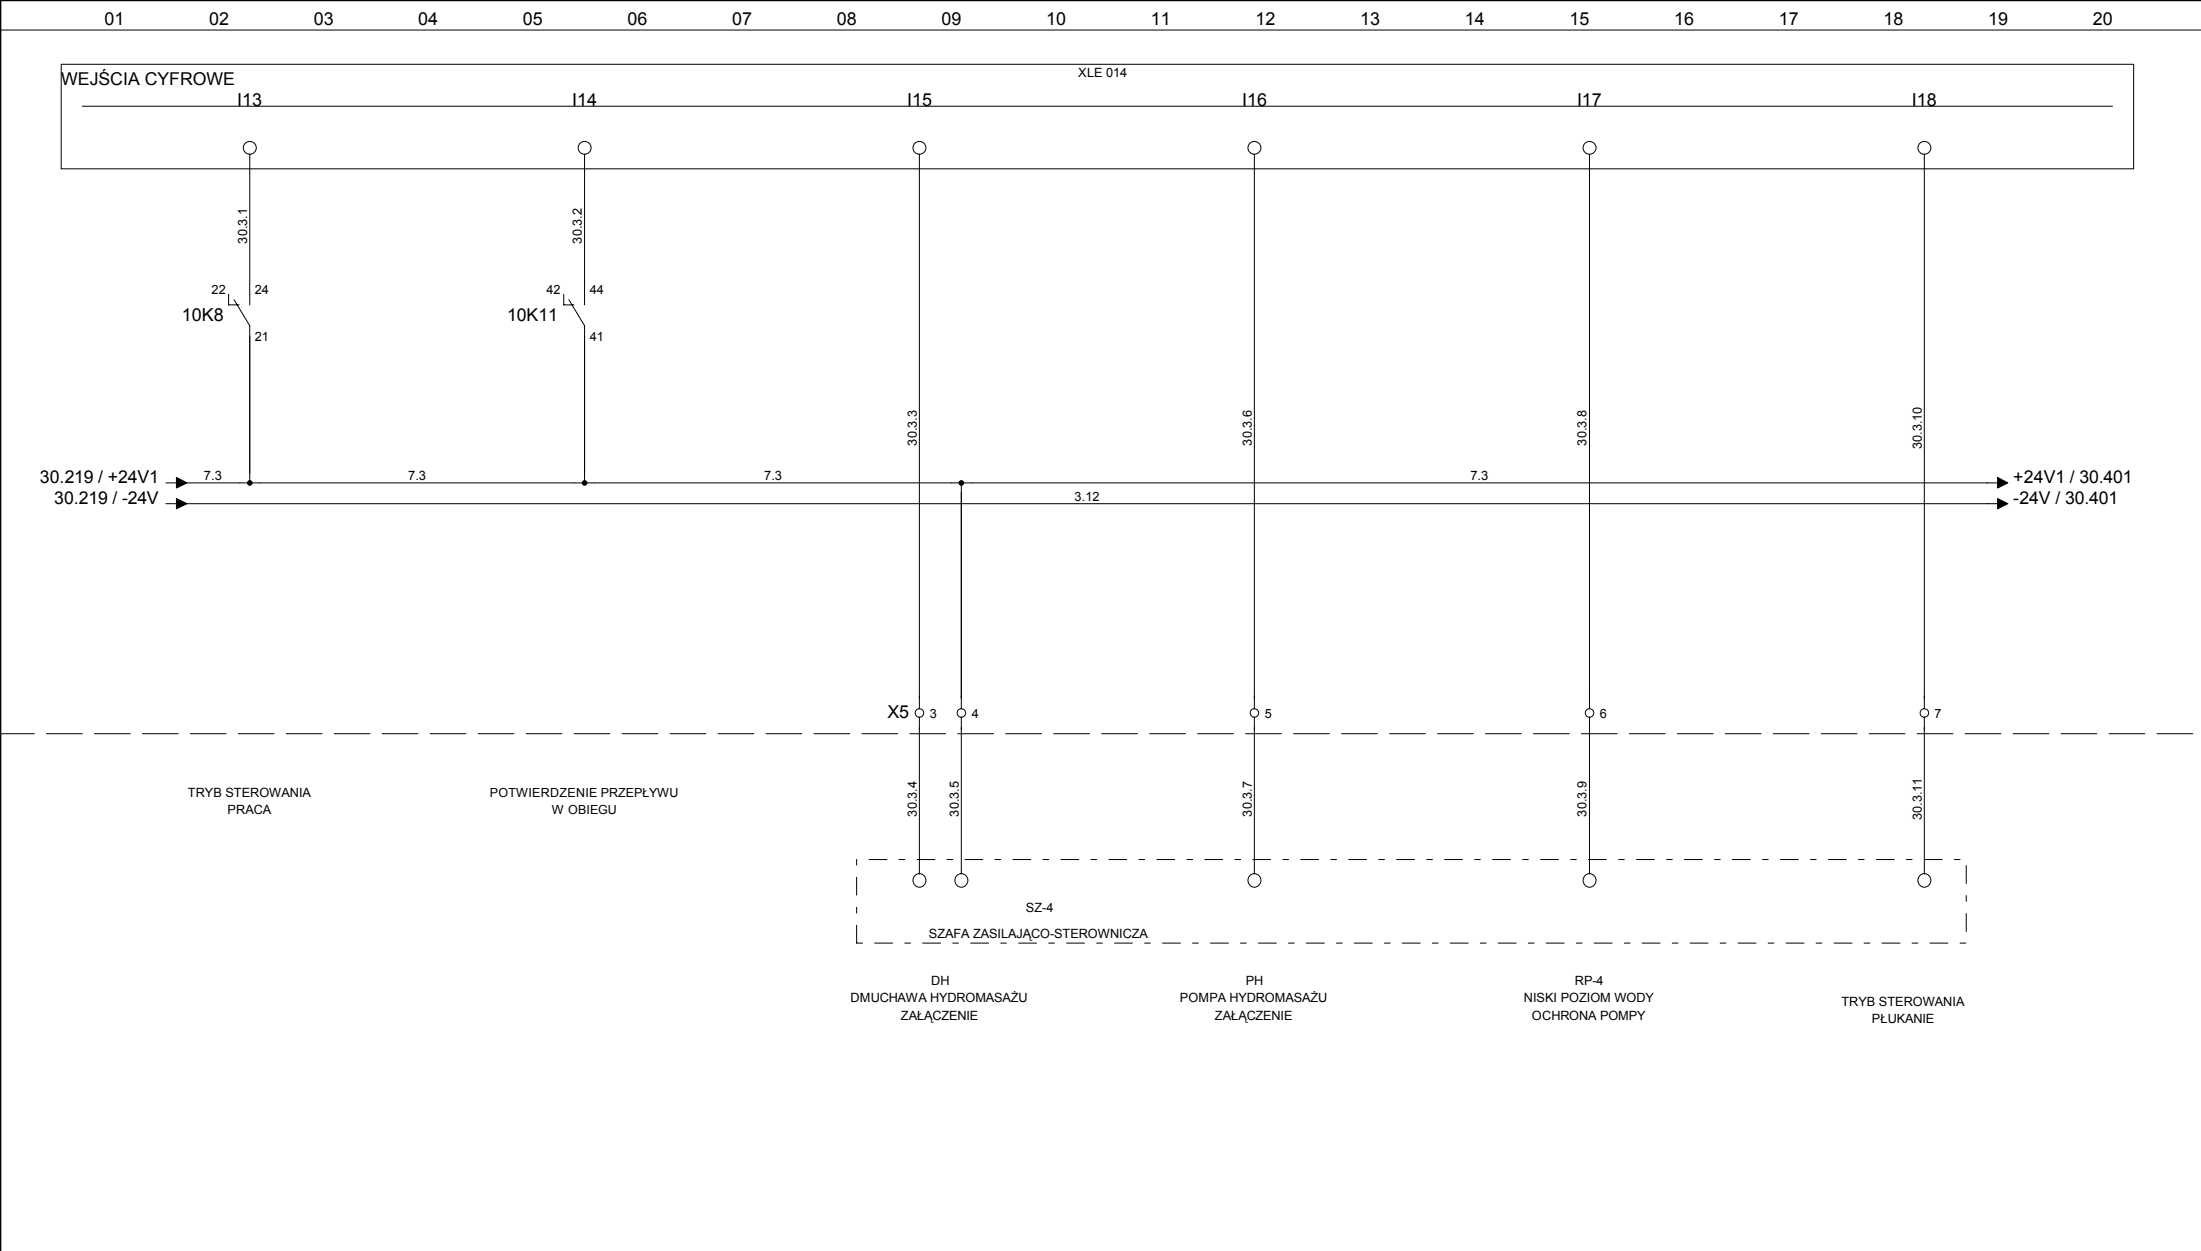 01 02 03 04 05 06 07 08 09 10 11 12 13 14 15 16 17 18 19 20
XLE 014
WEJŚCIA CYFROWE
I13 I14 I15 I16 I17 I18
30.3.1 30.3.2
22 24 42 44
10K8 10K11
21 41
30.3.3 30.3.6 30.3.8 30.3.10
30.219 / +24V1 7.3 7.3 7.3 7.3 +24V1 / 30.401
30.219 / -24V 3.12 -24V / 30.401
X5 3 4 5 6 7
30.3.4 30.3.5 30.3.7 30.3.9 30.3.11
TRYB STEROWANIA
PRACA
POTWIERDZENIE PRZEPŁYWU
W OBIEGU
SZ-4
SZAFA ZASILAJĄCO-STEROWNICZA
DH
DMUCHAWA HYDROMASAŻU
ZAŁĄCZENIE
PH
POMPA HYDROMASAŻU
ZAŁĄCZENIE
RP-4
NISKI POZIOM WODY
OCHRONA POMPY
TRYB STEROWANIA
PŁUKANIE